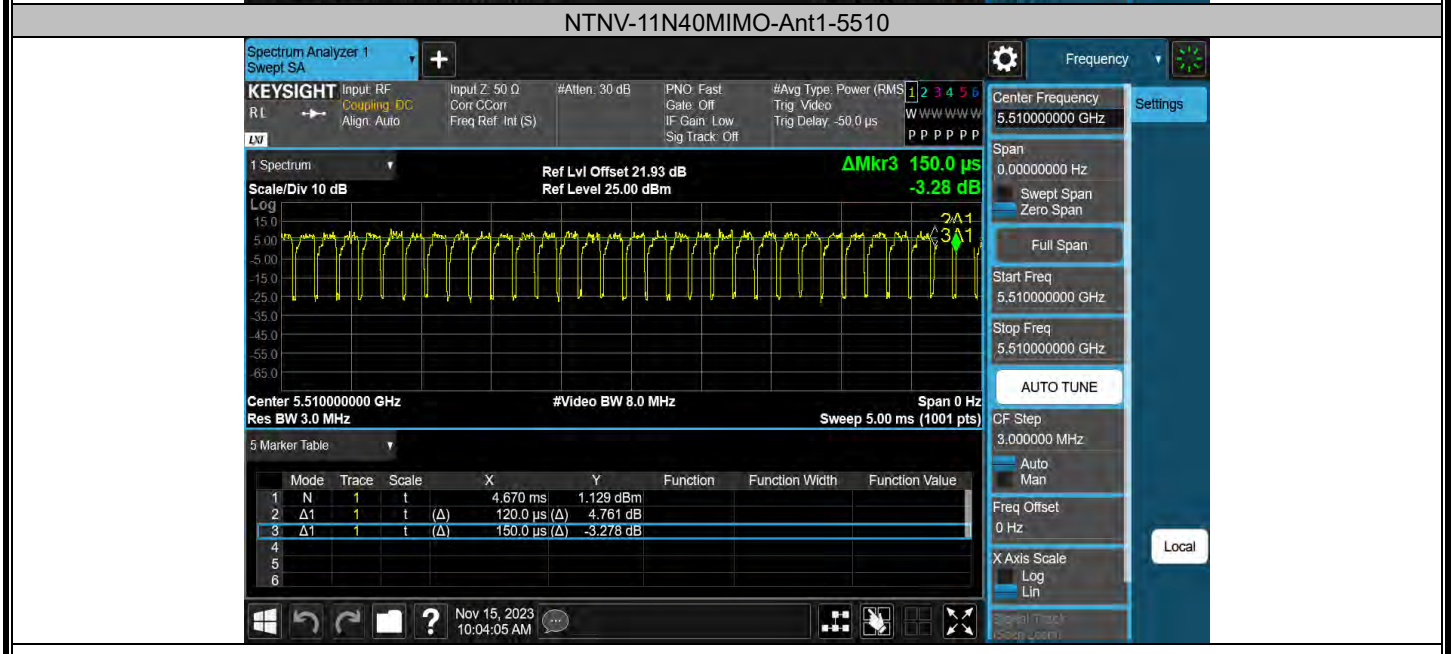 NTNV-11N40MIMO-Ant1-5510
Spectrum Analyzer 1
Swept SA
+
Frequency
KEYSIGHT
RL
LXI
Input: RF
Coupling: DC
Align: Auto
Input Z: 50 Ω
Corr CCorr
Freq Ref: Int (S)
#Atten: 30 dB
PNO: Fast
Gate: Off
IF Gain: Low
Sig Track: Off
#Avg Type: Power (RMS
Trig: Video
Trig Delay: -50.0 µs
1 2 3 4 5 6
W W W W W W
P P P P P P
Center Frequency
5.510000000 GHz
Settings
Span
0.00000000 Hz
Swept Span
Zero Span
Full Span
Start Freq
5.510000000 GHz
Stop Freq
5.510000000 GHz
AUTO TUNE
CF Step
3.000000 MHz
Auto
Man
Freq Offset
0 Hz
X Axis Scale
Log
Lin
Local
1 Spectrum
Scale/Div 10 dB
Log
Ref Lvl Offset 21.93 dB
Ref Level 25.00 dBm
ΔMkr3 150.0 µs
-3.28 dB
15.0
5.00
-5.00
-15.0
-25.0
-35.0
-45.0
-55.0
-65.0
2Δ1
3Δ1
Center 5.510000000 GHz
Res BW 3.0 MHz
#Video BW 8.0 MHz
Span 0 Hz
Sweep 5.00 ms (1001 pts)
5 Marker Table
Mode Trace Scale X Y Function Function Width Function Value
1 N 1 t 4.670 ms 1.129 dBm
2 Δ1 1 t (Δ) 120.0 µs (Δ) 4.761 dB
3 Δ1 1 t (Δ) 150.0 µs (Δ) -3.278 dB
4
5
6
?
Nov 15, 2023
10:04:05 AM